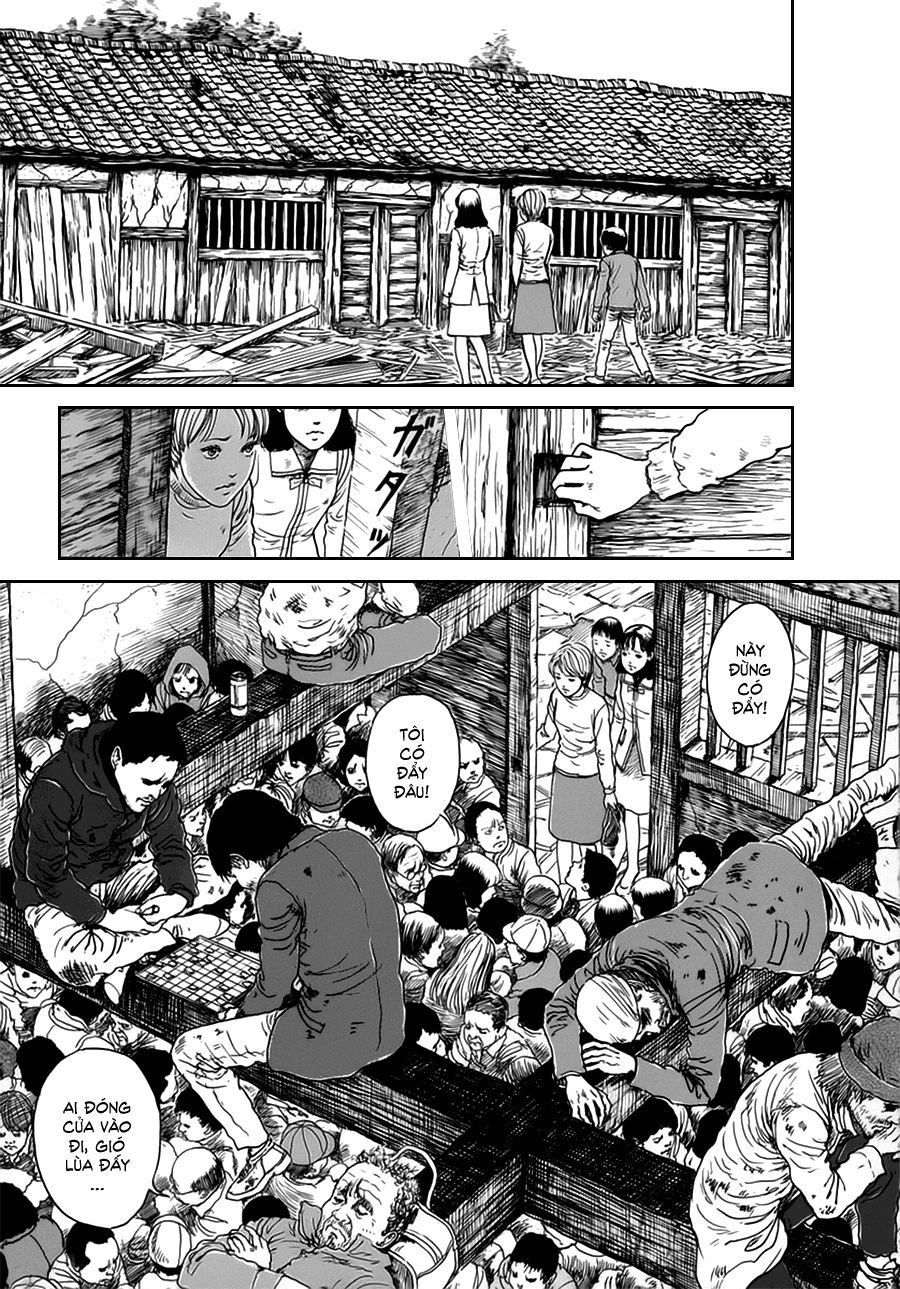 ガタッ
NÀY
ĐỪNG
CÓ
ĐẨY!
TÔI
CÓ
ĐẨY
ĐÂU!
AI ĐÓNG
CỬA VÀO
ĐI, GIÓ
LÙA ĐẤY
...